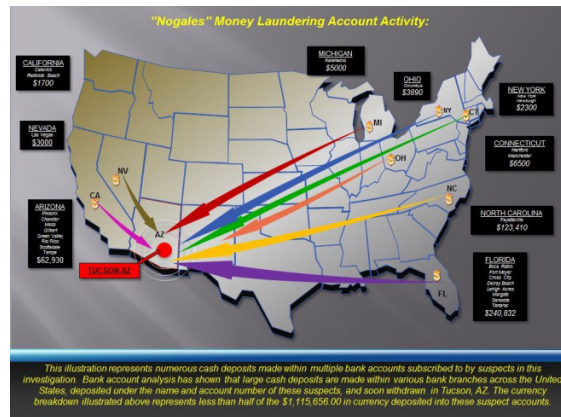 "Nogales" Money Laundering Account Activity:
CALIFORNIA
Calexico
Redondo Beach
$1700
MICHIGAN
Kalamazoo
$5000
OHIO
Columbus
$3890
NEW YORK
New York
Newburgh
$2300
NEVADA
Las Vegas
$3000
CONNECTICUT
Hartford
Manchester
$6500
ARIZONA
Phoenix
Chandler
Mesa
Gilbert
Green Valley
Rio Rico
Scottsdale
Tempe
$62,930
NORTH CAROLINA
Fayetteville
$123,410
FLORIDA
Boca Raton
Fort Meyer
Cross City
Delray Beach
Lehigh Acres
Margate
Sarasota
Tamarac
$240,832
MI
NY
CT
OH
NV
CA
NC
AZ
TUCSON AZ
FL
This illustration represents numerous cash deposits made within multiple bank accounts subscribed to by suspects in this
investigation. Bank account analysis has shown that large cash deposits are made within various bank branches across the United
States, deposited under the name and account number of these suspects, and soon withdrawn in Tucson, AZ. The currency
breakdown illustrated above represents less than half of the $1,115,656.00 in currency deposited into these suspect accounts.